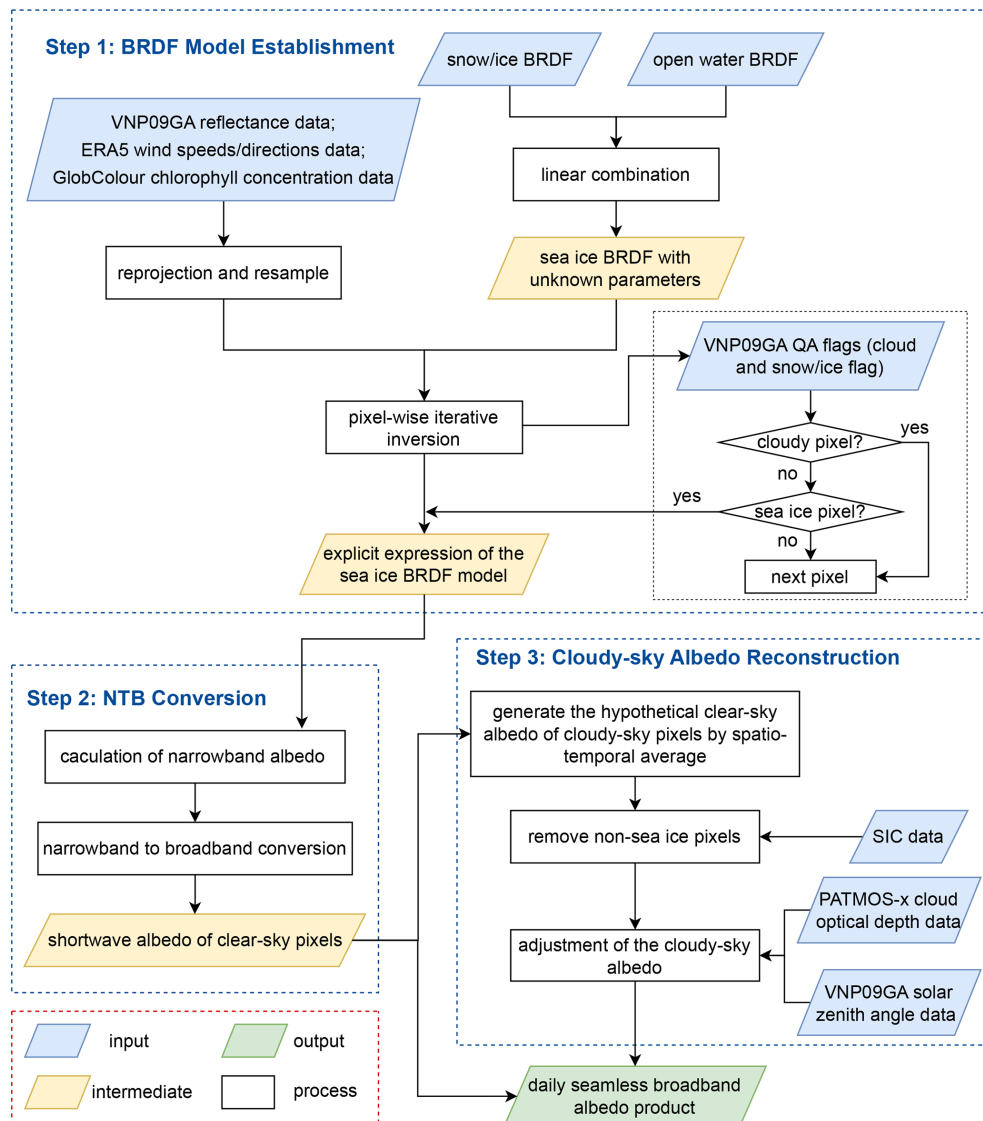 Step 1: BRDF Model Establishment
snow/ice BRDF
open water BRDF
VNP09GA reflectance data;
ERA5 wind speeds/directions data;
GlobColour chlorophyll concentration data
linear combination
reprojection and resample
sea ice BRDF with
unknown parameters
VNP09GA QA flags (cloud
and snow/ice flag)
pixel-wise iterative
inversion
cloudy pixel?
yes
no
yes
sea ice pixel?
no
next pixel
explicit expression of the
sea ice BRDF model
Step 2: NTB Conversion
caculation of narrowband albedo
narrowband to broadband conversion
shortwave albedo of clear-sky pixels
Step 3: Cloudy-sky Albedo Reconstruction
generate the hypothetical clear-sky
albedo of cloudy-sky pixels by spatio-
temporal average
remove non-sea ice pixels
SIC data
PATMOS-x cloud
optical depth data
adjustment of the cloudy-sky
albedo
VNP09GA solar
zenith angle data
input
output
intermediate
process
daily seamless broadband
albedo product